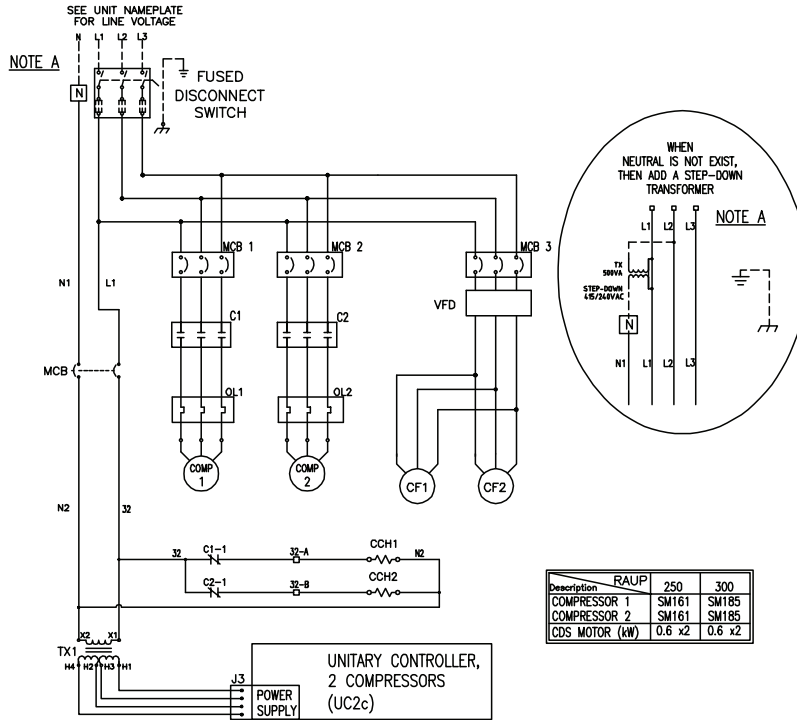 SEE UNIT NAMEPLATE
FOR LINE VOLTAGE
N L1 L2 L3
NOTE A
N
FUSED
DISCONNECT
SWITCH
WHEN
NEUTRAL IS NOT EXIST,
THEN ADD A STEP-DOWN
TRANSFORMER
NOTE A
L1 L2 L3
TX
500VA
STEP-DOWN
415/240VAC
N
N1 L1 L2 L3
MCB 1
MCB 2
MCB 3
N1
L1
VFD
C1
C2
MCB
OL1
OL2
COMP
1
COMP
2
CF1
CF2
N2
32
32
C1-1
32-A
CCH1
N2
C2-1
32-B
CCH2
Description
RAUP
250
300
COMPRESSOR 1
SM161
SM185
COMPRESSOR 2
SM161
SM185
CDS MOTOR (kW)
0.6 x2
0.6 x2
X2
X1
TX1
H4
H2
H3
H1
J3
POWER
SUPPLY
UNITARY CONTROLLER,
2 COMPRESSORS
(UC2c)